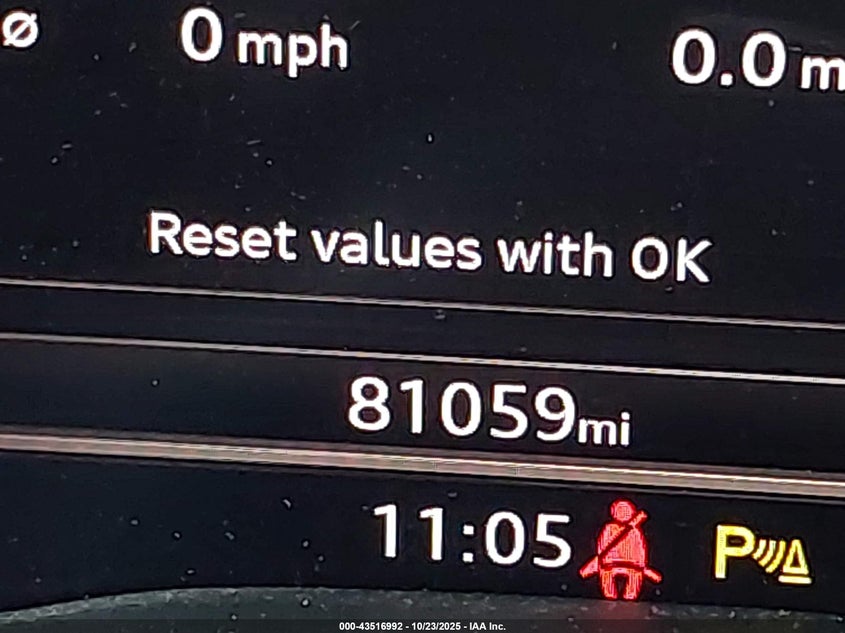 Ø 0 mph 0.0 m
Reset values with OK
81059mi
11:05 P
000-43516992 - 10/23/2025 - IAA Inc.